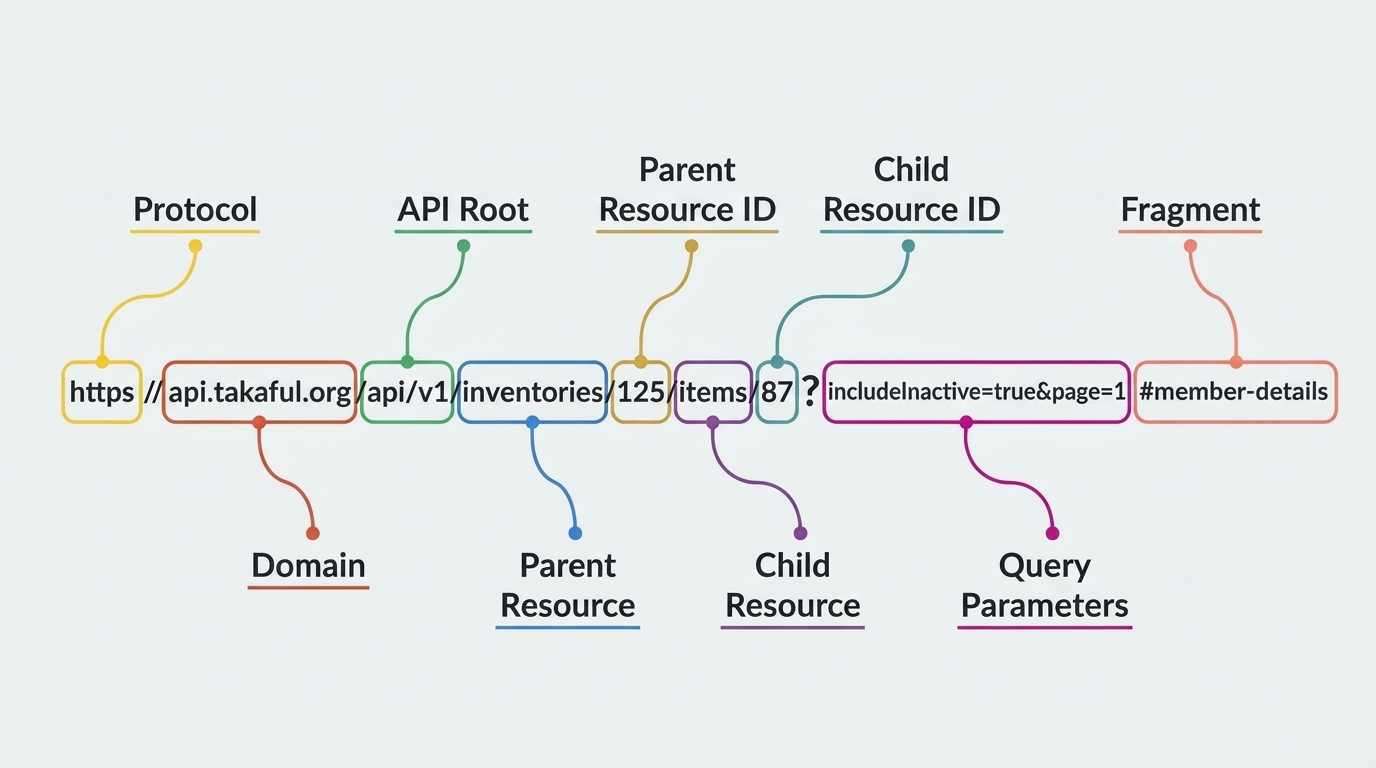 Protocol
API Root
Parent
Resource ID
Child
Resource ID
Fragment
https // api.takaful.org /api/v1 /inventories /125 /items /87 ? includeInactive=true&page=1 #member-details
Domain
Parent
Resource
Child
Resource
Query
Parameters